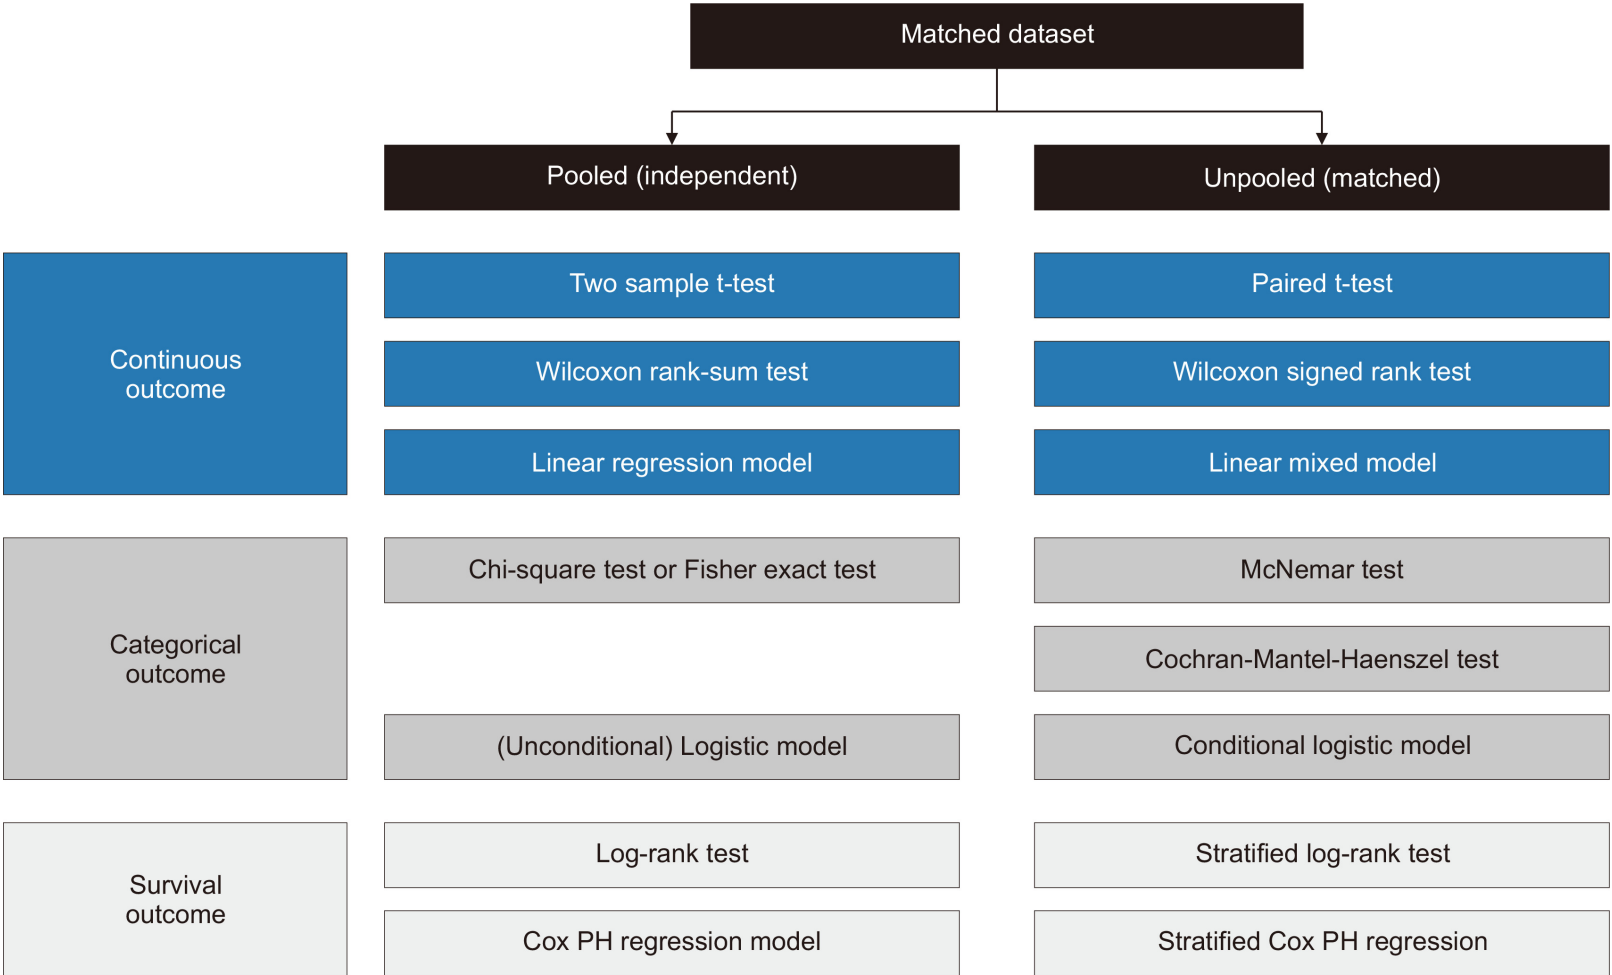 Matched dataset
Pooled (independent)
Unpooled (matched)
Continuous
outcome
Two sample t-test
Paired t-test
Wilcoxon rank-sum test
Wilcoxon signed rank test
Linear regression model
Linear mixed model
Categorical
outcome
Chi-square test or Fisher exact test
McNemar test
Cochran-Mantel-Haenszel test
(Unconditional) Logistic model
Conditional logistic model
Survival
outcome
Log-rank test
Stratified log-rank test
Cox PH regression model
Stratified Cox PH regression